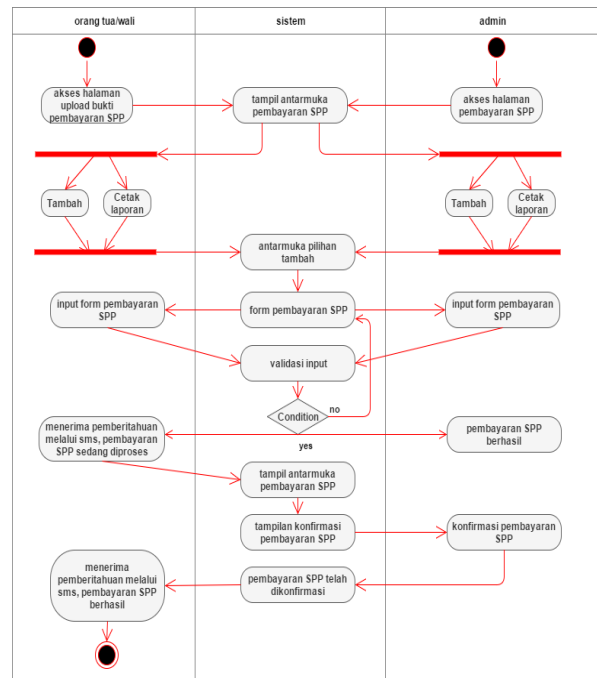 orang tua/wali
sistem
admin
akses halaman
upload bukti
pembayaran SPP
tampil antarmuka
pembayaran SPP
akses halaman
pembayaran SPP
Tambah
Cetak
laporan
Tambah
Cetak
laporan
antarmuka pilihan
tambah
input form pembayaran
SPP
form pembayaran SPP
input form pembayaran
SPP
validasi input
Condition
no
yes
menerima pemberitahuan
melalui sms, pembayaran
SPP sedang diproses
pembayaran SPP
berhasil
tampil antarmuka
pembayaran SPP
tampilan konfirmasi
pembayaran SPP
konfirmasi pembayaran
SPP
menerima
pemberitahuan melalui
sms, pembayaran SPP
berhasil
pembayaran SPP telah
dikonfirmasi